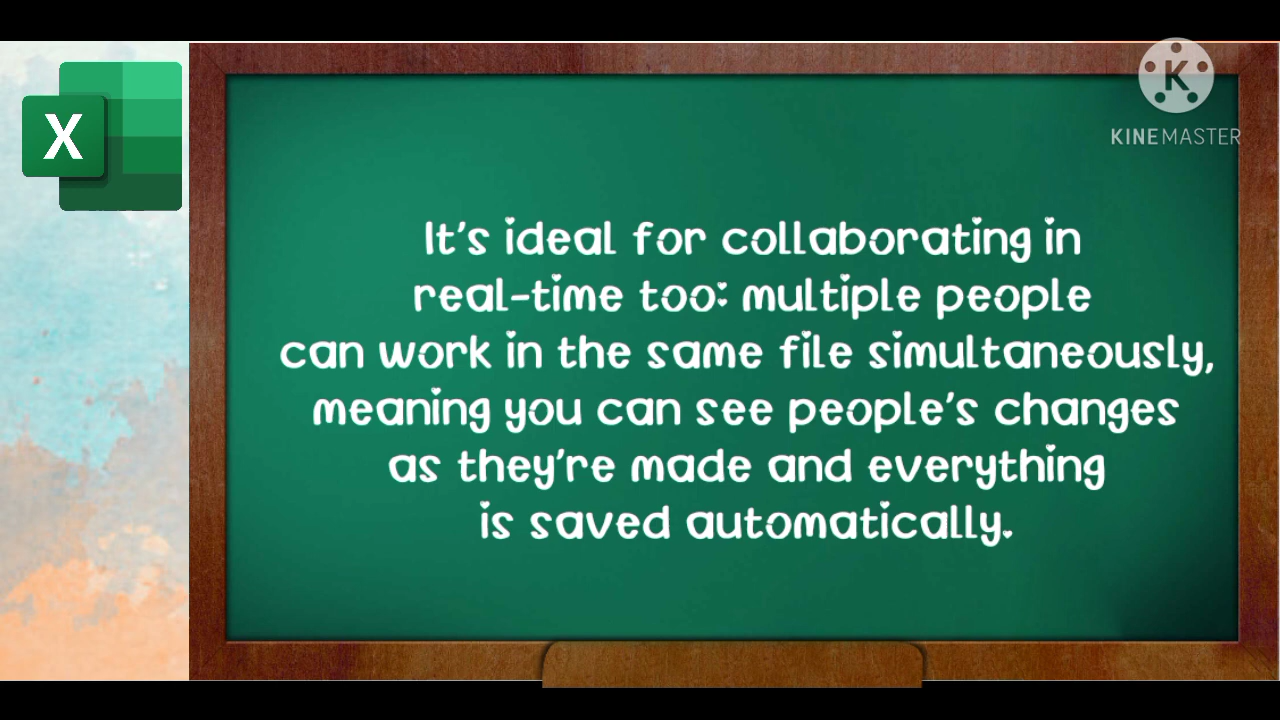 X
K
KINEMASTER
It's ideal for collaborating in
real-time too: multiple people
can work in the same file simultaneously,
meaning you can see people's changes
as they're made and everything
is saved automatically.